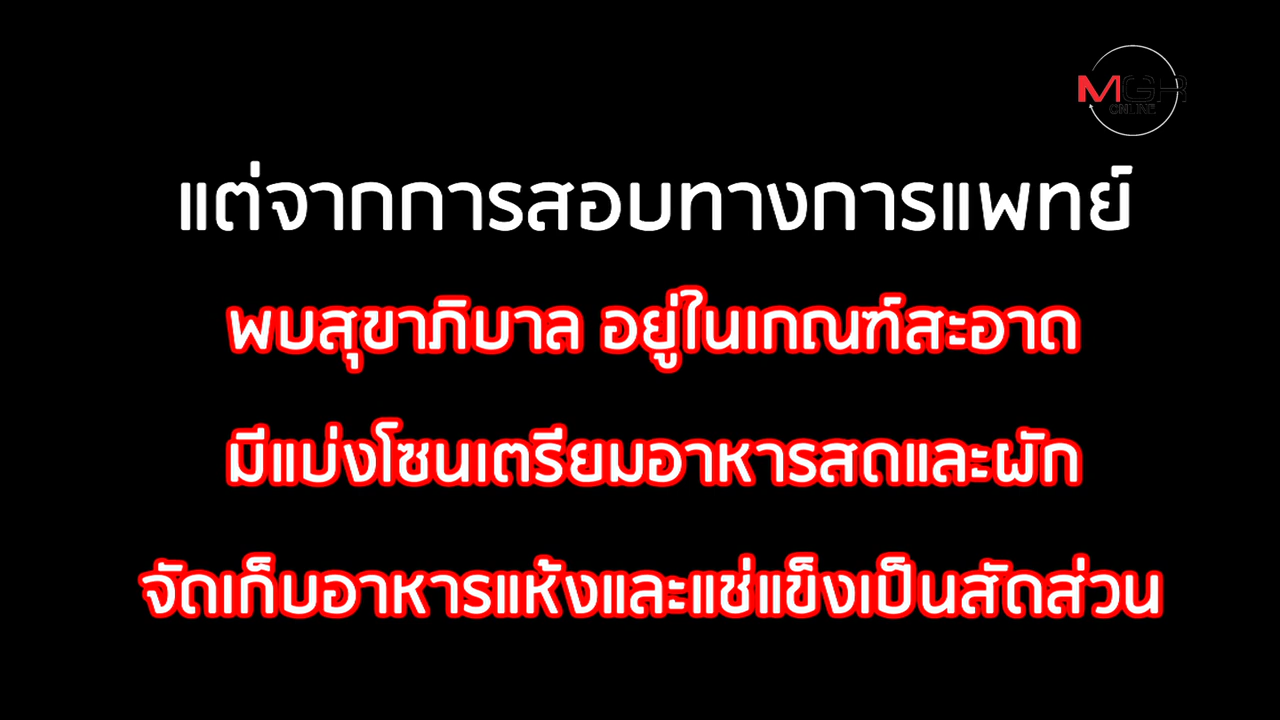 MGR
ONLINE
แต่จากการสอบทางการแพทย์
พบสุขาภิบาล อยู่ในเกณฑ์สะอาด
มีแบ่งโซนเตรียมอาหารสดและผัก
จัดเก็บอาหารแห้งและแช่แข็งเป็นสัดส่วน